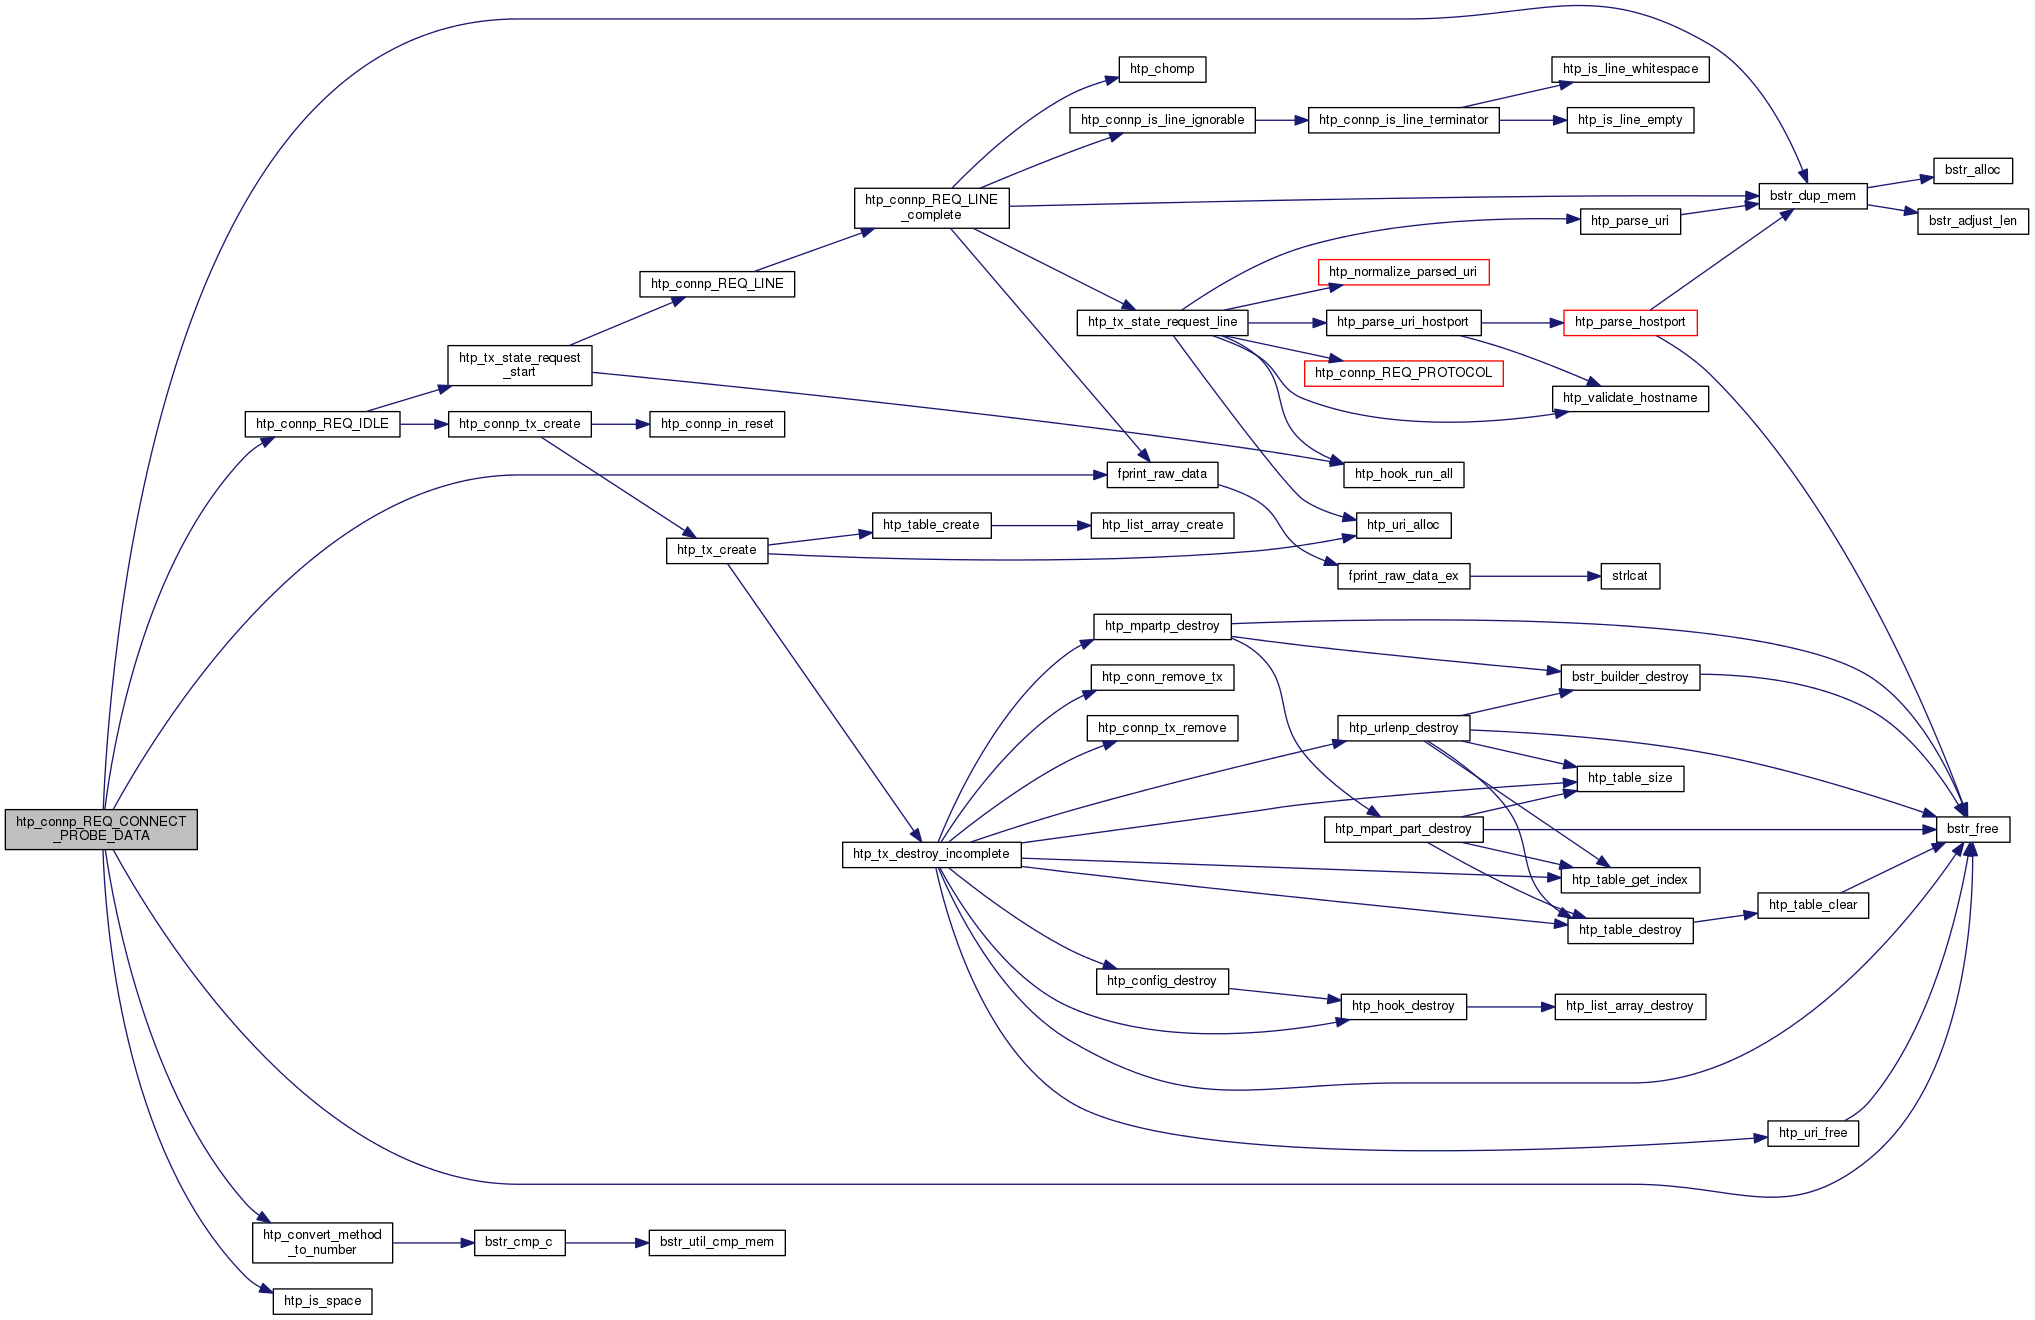 htp_chomp
htp_is_line_whitespace
htp_connp_is_line_ignorable
htp_connp_is_line_terminator
htp_is_line_empty
bstr_alloc
htp_connp_REQ_LINE
_complete
bstr_dup_mem
htp_parse_uri
bstr_adjust_len
htp_connp_REQ_LINE
htp_normalize_parsed_uri
htp_tx_state_request_line
htp_parse_uri_hostport
htp_parse_hostport
htp_tx_state_request
_start
htp_connp_REQ_PROTOCOL
htp_validate_hostname
htp_connp_REQ_IDLE
htp_connp_tx_create
htp_connp_in_reset
fprint_raw_data
htp_hook_run_all
htp_table_create
htp_list_array_create
htp_uri_alloc
htp_tx_create
fprint_raw_data_ex
strlcat
htp_mpartp_destroy
htp_conn_remove_tx
bstr_builder_destroy
htp_connp_tx_remove
htp_urlenp_destroy
htp_table_size
htp_connp_REQ_CONNECT
_PROBE_DATA
htp_mpart_part_destroy
bstr_free
htp_tx_destroy_incomplete
htp_table_get_index
htp_table_clear
htp_table_destroy
htp_config_destroy
htp_hook_destroy
htp_list_array_destroy
htp_uri_free
htp_convert_method
_to_number
bstr_cmp_c
bstr_util_cmp_mem
htp_is_space